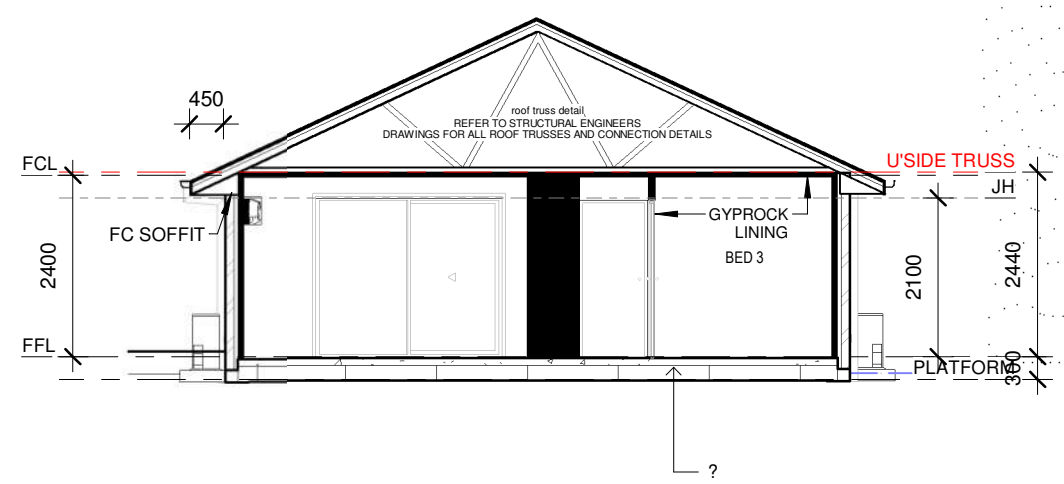 roof truss detail
REFER TO STRUCTURAL ENGINEERS
DRAWINGS FOR ALL ROOF TRUSSES AND CONNECTION DETAILS
450
FCL
U'SIDE TRUSS
JH
FC SOFFIT
GYPROCK
LINING
BED 3
2400
2100
2440
FFL
PLATFORM
300
?